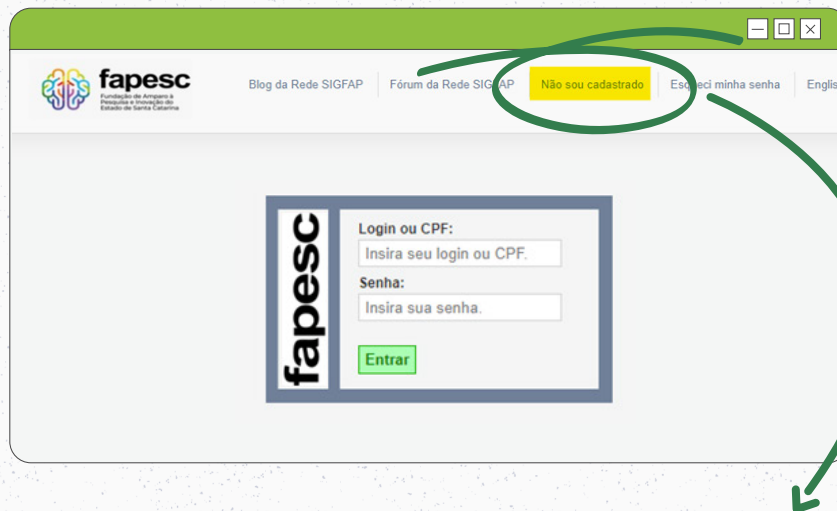 fapesc
Fundação de Amparo à
Pesquisa e Inovação do
Estado de Santa Catarina
Blog da Rede SIGFAP
Fórum da Rede SIGFAP
Não sou cadastrado
Esqueci minha senha
Englis
fapesc
Login ou CPF:
Insira seu login ou CPF.
Senha:
Insira sua senha.
Entrar